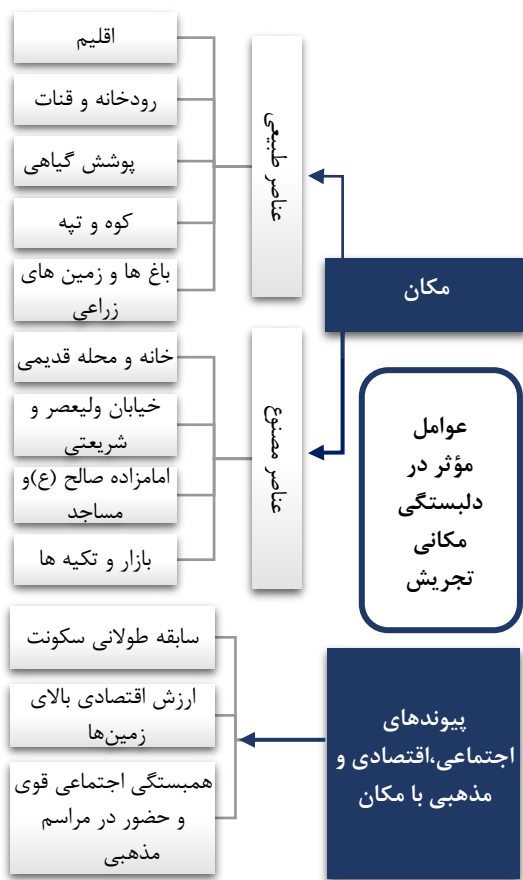 مکان
عناصر طبیعی
اقلیم
رودخانه و قنات
پوشش گیاهی
کوه و تپه
باغ ها و زمین های
زراعی
عناصر مصنوع
خانه و محله قدیمی
خیابان ولیعصر و
شریعتی
امامزاده صالح (ع)و
مساجد
بازار و تکیه ها
عوامل
مؤثر در
دلبستگی
مکانی
تجریش
پیوندهای
اجتماعی،اقتصادی و
مذهبی با مکان
سابقه طولانی سکونت
ارزش اقتصادی بالای
زمین‌ها
همبستگی اجتماعی قوی
و حضور در مراسم
مذهبی